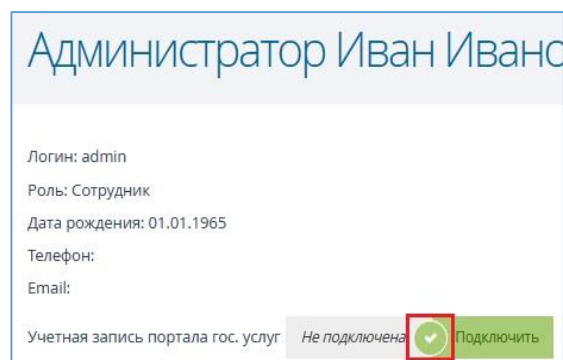 Администратор Иван Ивано
Логин: admin
Роль: Сотрудник
Дата рождения: 01.01.1965
Телефон:
Email:
Учетная запись портала гос. услуг Не подключена Подключить